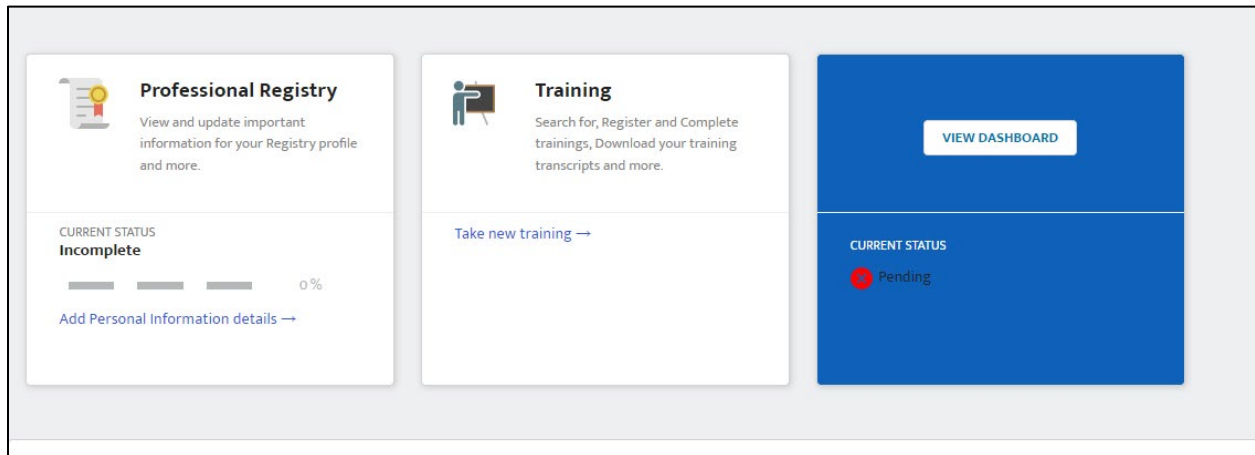 Professional Registry
View and update important
information for your Registry profile
and more.
CURRENT STATUS
Incomplete
0%
Add Personal Information details →
Training
Search for, Register and Complete
trainings, Download your training
transcripts and more.
Take new training →
VIEW DASHBOARD
CURRENT STATUS
Pending